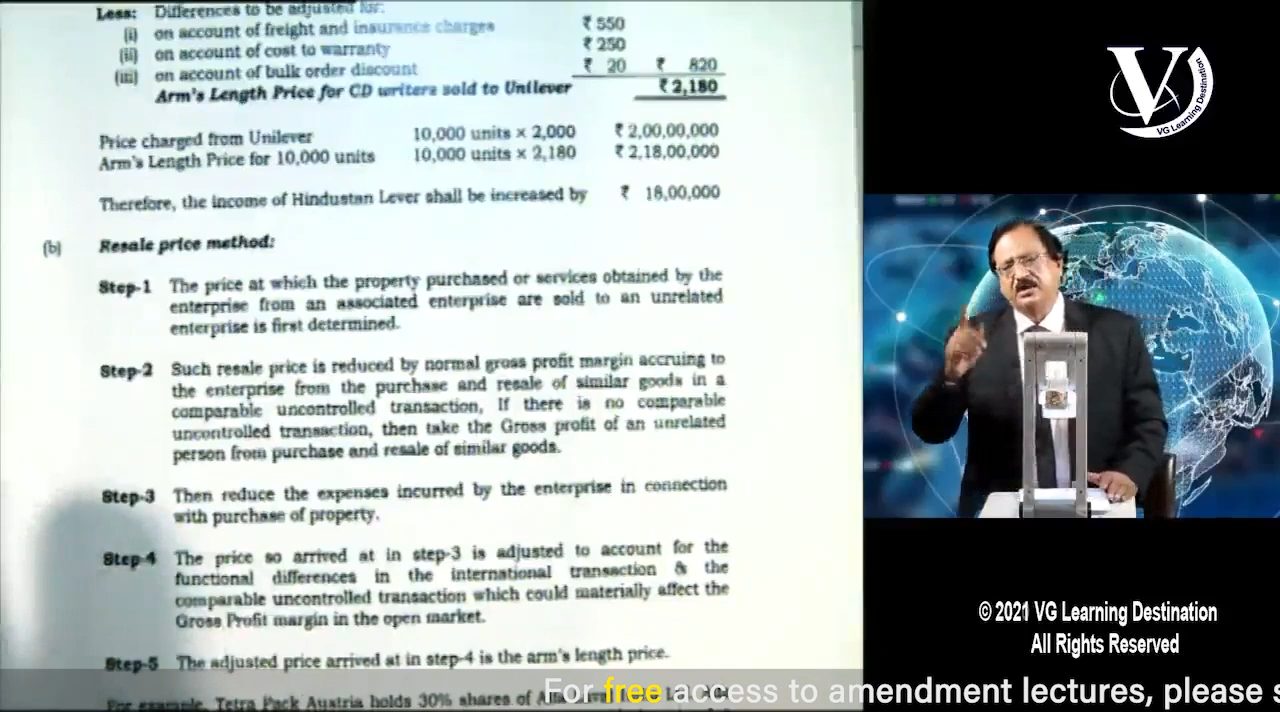 Less: Differences to be adjusted for:
(i) on account of freight and insurance charges ₹ 550
(ii) on account of cost to warranty ₹ 250
(iii) on account of bulk order discount ₹ 20 ₹ 820
Arm's Length Price for CD writers sold to Unilever ₹ 2,180
Price charged from Unilever 10,000 units × 2,000 ₹ 2,00,00,000
Arm's Length Price for 10,000 units 10,000 units × 2,180 ₹ 2,18,00,000
Therefore, the income of Hindustan Lever shall be increased by ₹ 18,00,000
(b) Resale price method:
Step-1 The price at which the property purchased or services obtained by the
enterprise from an associated enterprise are sold to an unrelated
enterprise is first determined.
Step-2 Such resale price is reduced by normal gross profit margin accruing to
the enterprise from the purchase and resale of similar goods in a
comparable uncontrolled transaction, If there is no comparable
uncontrolled transaction, then take the Gross profit of an unrelated
person from purchase and resale of similar goods.
Step-3 Then reduce the expenses incurred by the enterprise in connection
with purchase of property.
Step-4 The price so arrived at in step-3 is adjusted to account for the
functional differences in the international transaction & the
comparable uncontrolled transaction which could materially affect the
Gross Profit margin in the open market.
Step-5 The adjusted price arrived at in step-4 is the arm's length price.
For example, Tetra Pack Austria holds 30% shares of
For free access to amendment lectures, please s
V
VG Learning Destination
© 2021 VG Learning Destination
All Rights Reserved